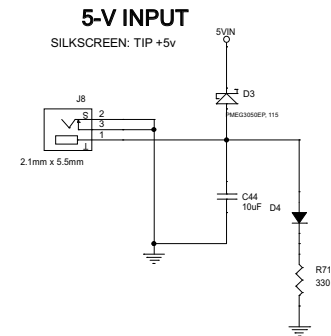 5-V INPUT
SILKSCREEN: TIP +5v
5VIN
D3
PMEG3050EP, 115
J8
S
2
3
1
T
2.1mm x 5.5mm
C44
10uF
D4
R71
330